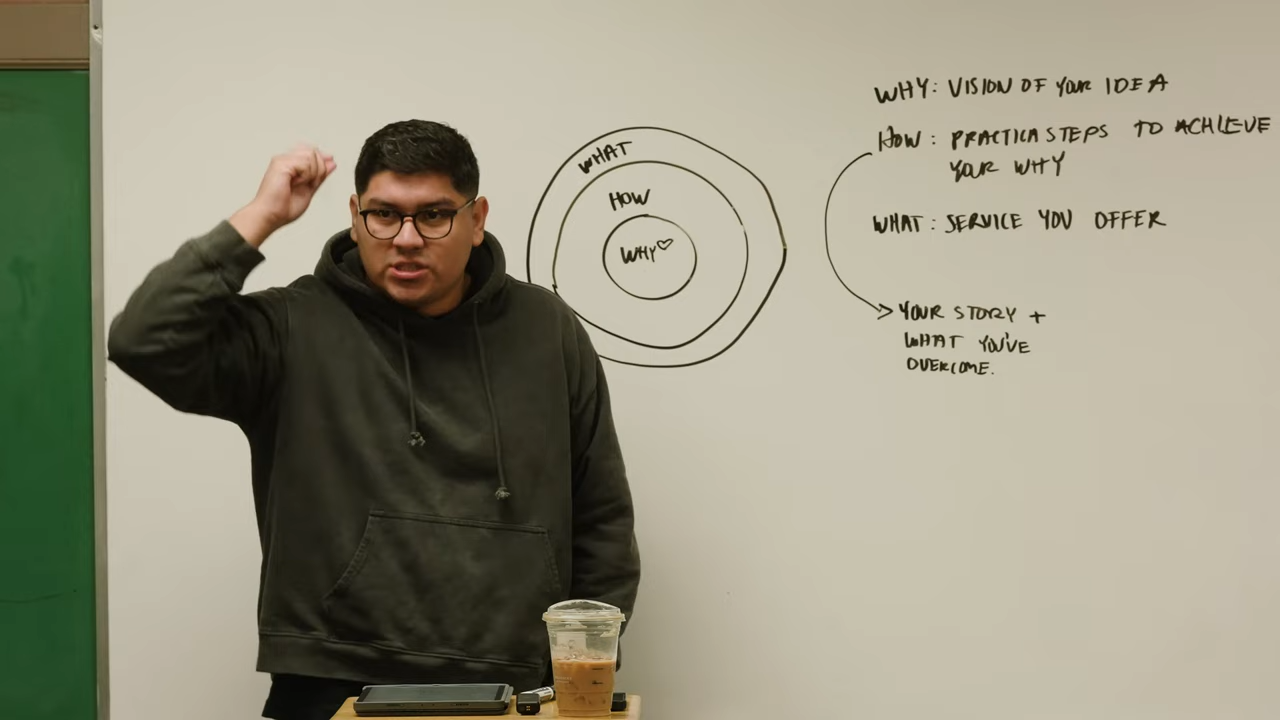 WHAT
HOW
WHY♡
WHY: VISION OF YOUR IDEA
HOW: PRACTICA STEPS TO ACHIEVE
YOUR WHY
WHAT: SERVICE YOU OFFER
> YOUR STORY +
WHAT YOU'VE
OVERCOME.